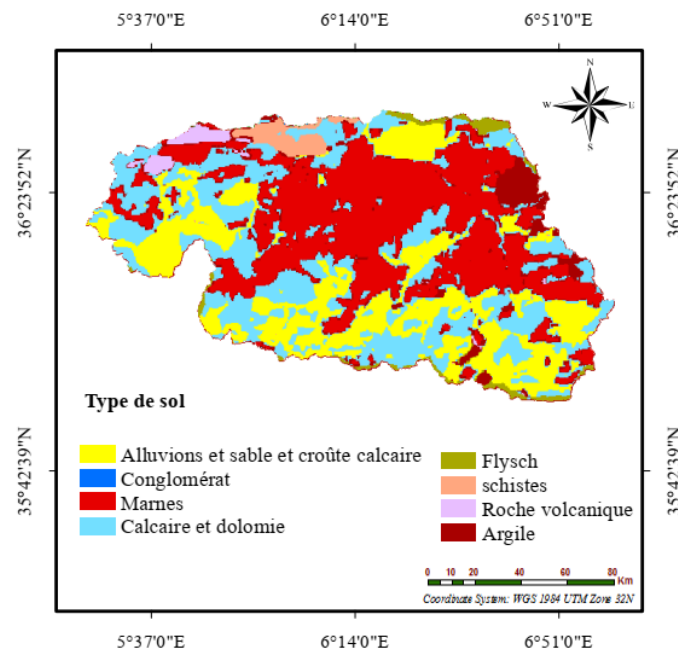 5°37'0"E 6°14'0"E 6°51'0"E
N
W E
S
36°23'52"N 36°23'52"N
35°42'39"N 35°42'39"N
Type de sol
Alluvions et sable et croûte calcaire
Conglomérat
Marnes
Calcaire et dolomie
Flysch
schistes
Roche volcanique
Argile
0 5 10 20 40 60 80
Km
Coordinate System: WGS 1984 UTM Zone 32N
5°37'0"E 6°14'0"E 6°51'0"E